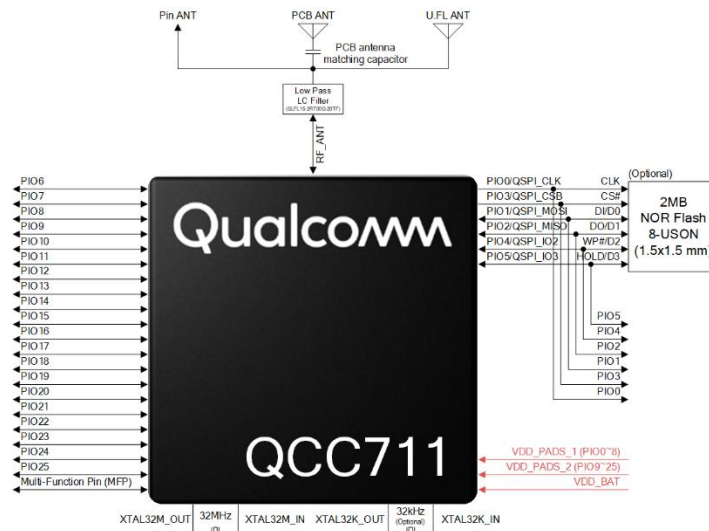 Pin ANT
PCB ANT
U.FL ANT
PCB antenna
matching capacitor
Low Pass
LC Filter
RF_ANT
PIO6
PIO7
PIO8
PIO9
PIO10
PIO11
PIO12
PIO13
PIO14
PIO15
PIO16
PIO17
PIO18
PIO19
PIO20
PIO21
PIO22
PIO23
PIO24
PIO25
Multi-Function Pin (MFP)
Qualcomm
QCC711
PIO0/QSPI_CLK CLK
PIO3/QSPI_CSB CS#
PIO1/QSPI_MOSI DI/D0
PIO2/QSPI_MISO DO/D1
PIO4/QSPI_IO2 WP#/D2
PIO5/QSPI_IO3 HOLD/D3
(Optional)
2MB
NOR Flash
8-USON
(1.5x1.5 mm)
PIO5
PIO4
PIO2
PIO1
PIO3
PIO0
VDD_PADS_1 (PIO0~8)
VDD_PADS_2 (PIO9~25)
VDD_BAT
XTAL32M_OUT 32MHz XTAL32M_IN XTAL32K_OUT 32kHz XTAL32K_IN
(Optional)